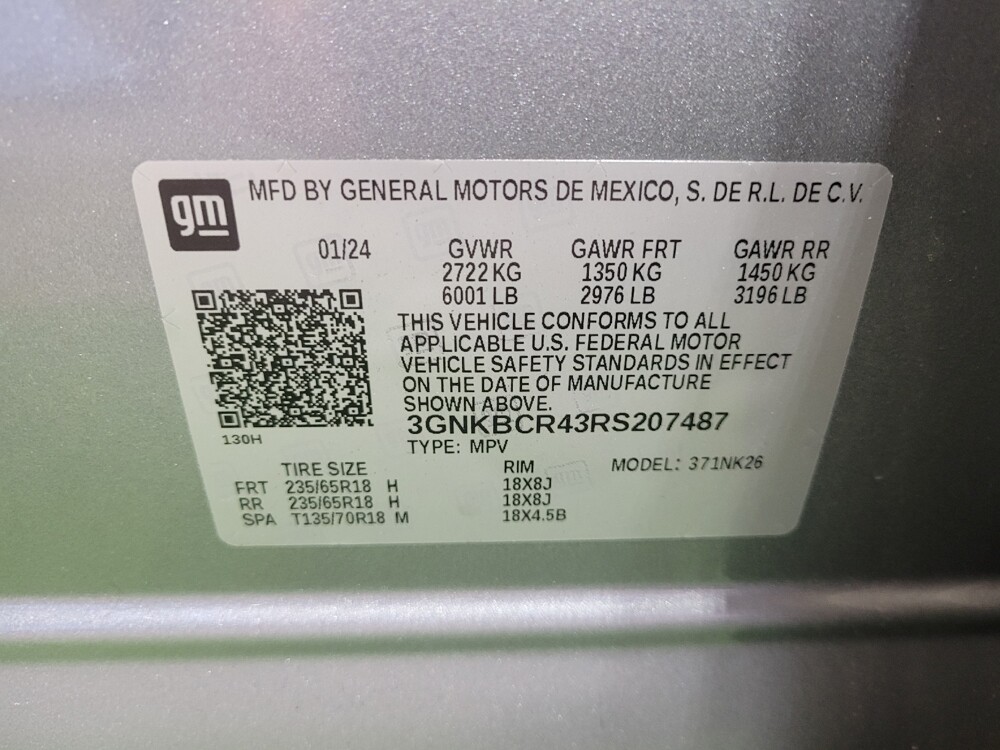 gm MFD BY GENERAL MOTORS DE MEXICO, S. DE R.L. DE C.V.
01/24 GVWR GAWR FRT GAWR RR
2722 KG 1350 KG 1450 KG
6001 LB 2976 LB 3196 LB
THIS VEHICLE CONFORMS TO ALL
APPLICABLE U.S. FEDERAL MOTOR
VEHICLE SAFETY STANDARDS IN EFFECT
ON THE DATE OF MANUFACTURE
SHOWN ABOVE.
3GNKBCR43RS207487
130H
TYPE: MPV
TIRE SIZE RIM MODEL: 371NK26
FRT 235/65R18 H 18X8J
RR 235/65R18 H 18X8J
SPA T135/70R18 M 18X4.5B